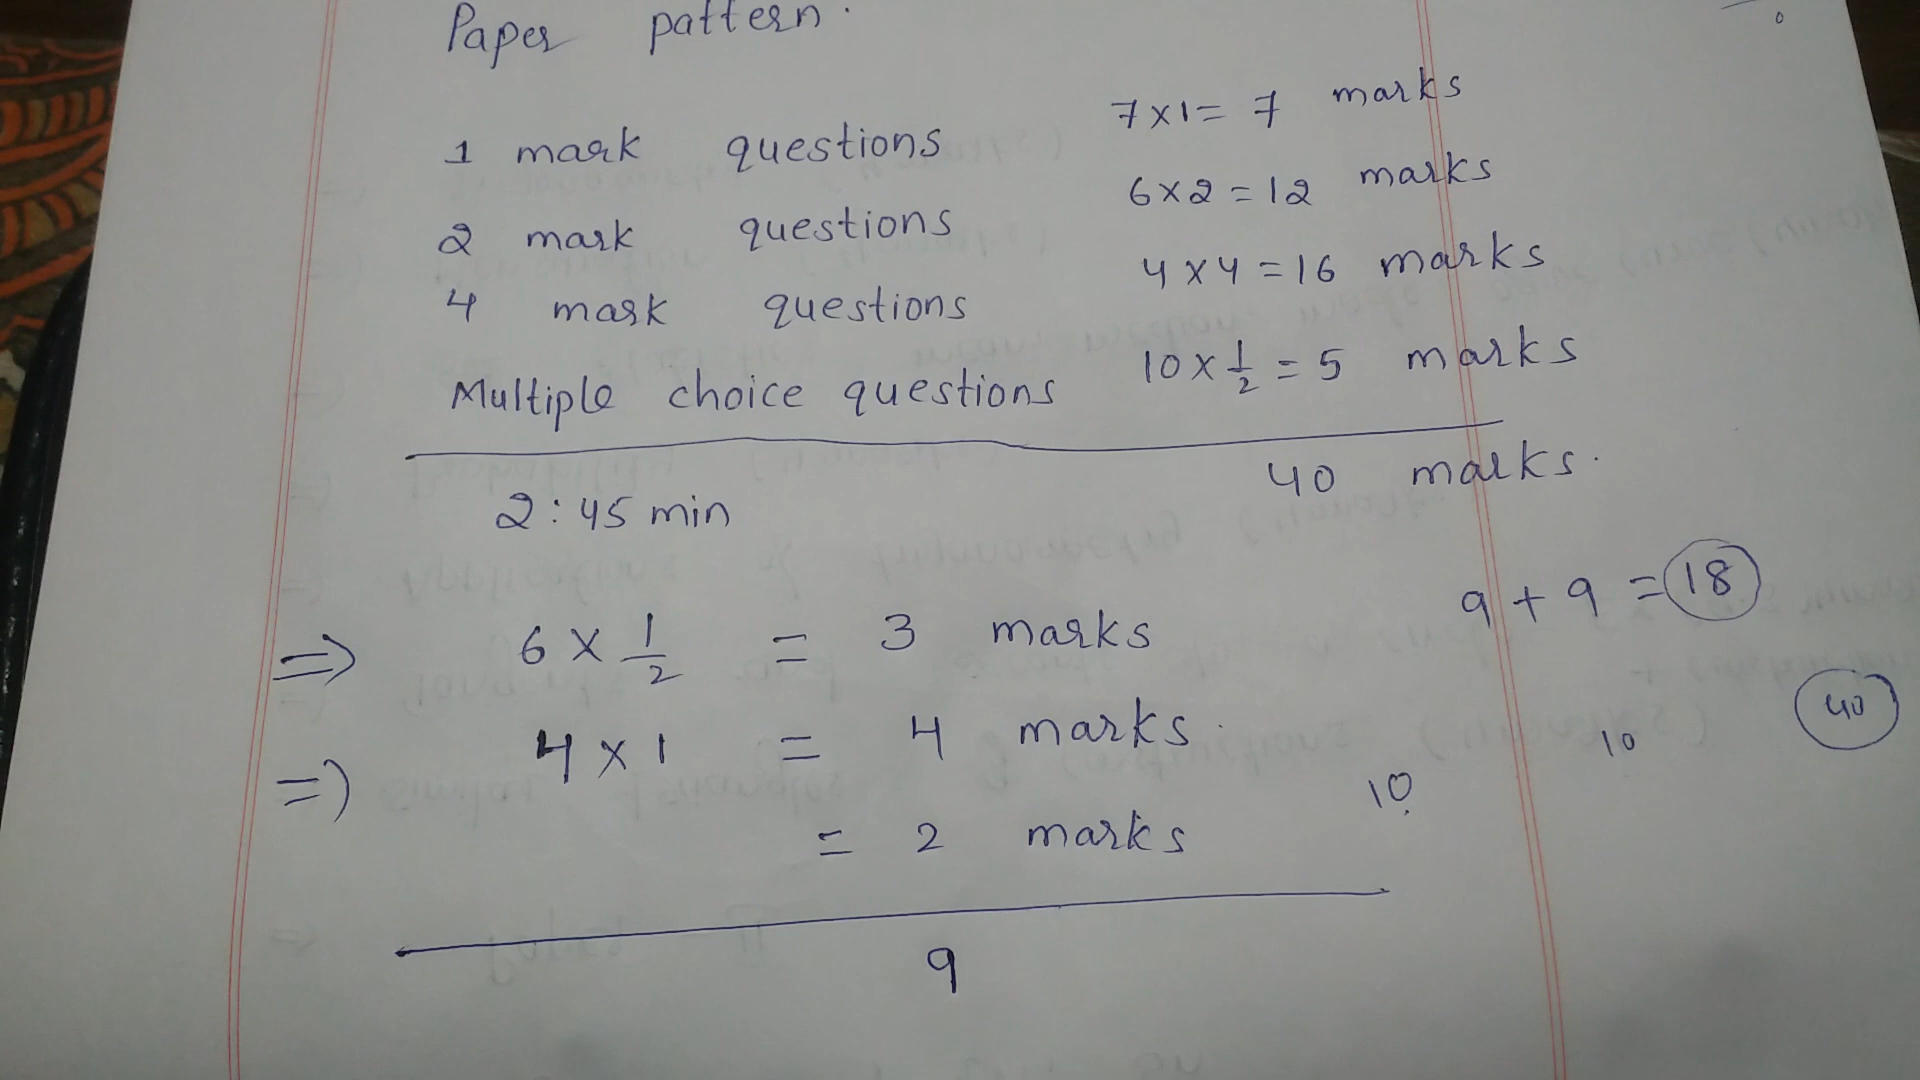 Paper pattern.
1 mark questions 7×1= 7 marks
2 mark questions 6×2=12 marks
4 mark questions 4×4=16 marks
Multiple choice questions 10×1/2=5 marks
40 marks.
2:45 min
9+9=18
⇒ 6×1/2 = 3 marks
40
⇒ 4×1 = 4 marks
10
10
= 2 marks
9